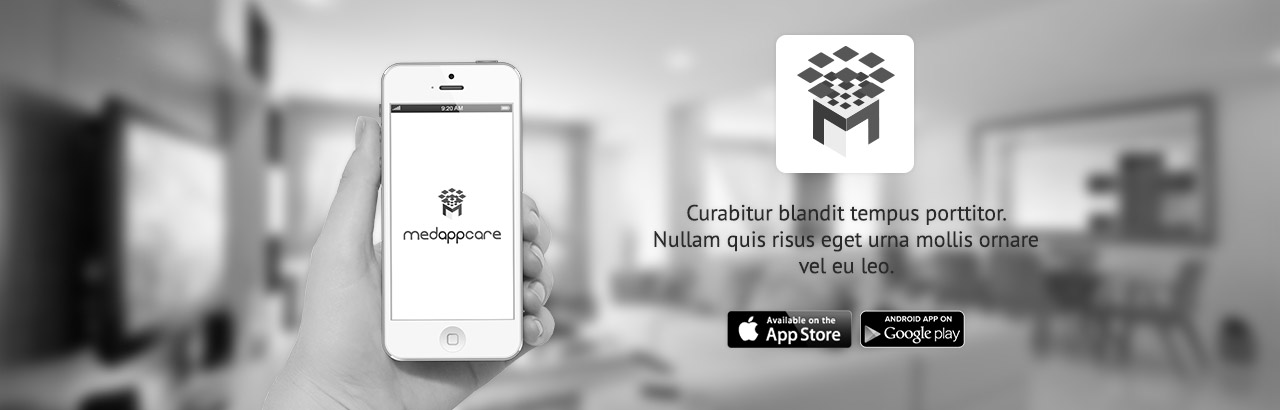 9:20 AM
medappcare
M
Curabitur blandit tempus porttitor.
Nullam quis risus eget urna mollis ornare
vel eu leo.
Available on the
App Store
ANDROID APP ON
Google play